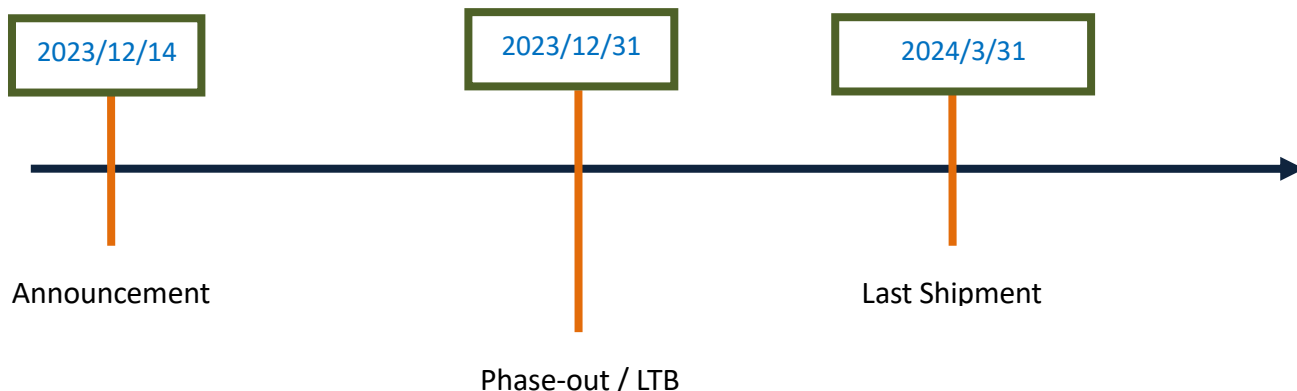 2023/12/14
2023/12/31
2024/3/31
Announcement
Last Shipment
Phase-out / LTB